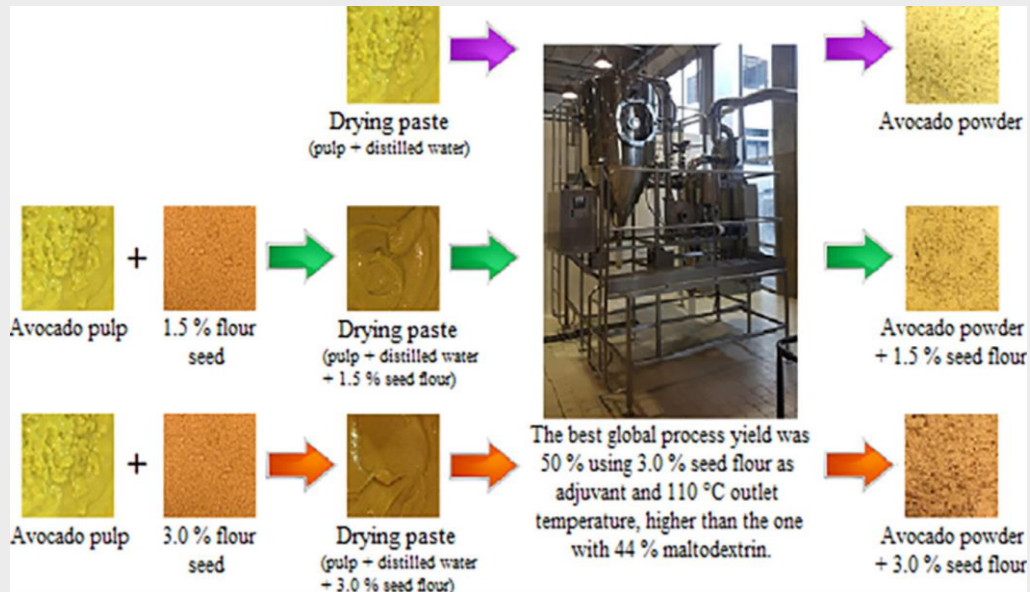 Drying paste
(pulp + distilled water)
Avocado powder
+
Avocado pulp
1.5 % flour
seed
Drying paste
(pulp + distilled water
+ 1.5 % seed flour)
Avocado powder
+ 1.5 % seed flour
+
Avocado pulp
3.0 % flour
seed
Drying paste
(pulp + distilled water
+ 3.0 % seed flour)
The best global process yield was
50 % using 3.0 % seed flour as
adjuvant and 110 °C outlet
temperature, higher than the one
with 44 % maltodextrin.
Avocado powder
+ 3.0 % seed flour